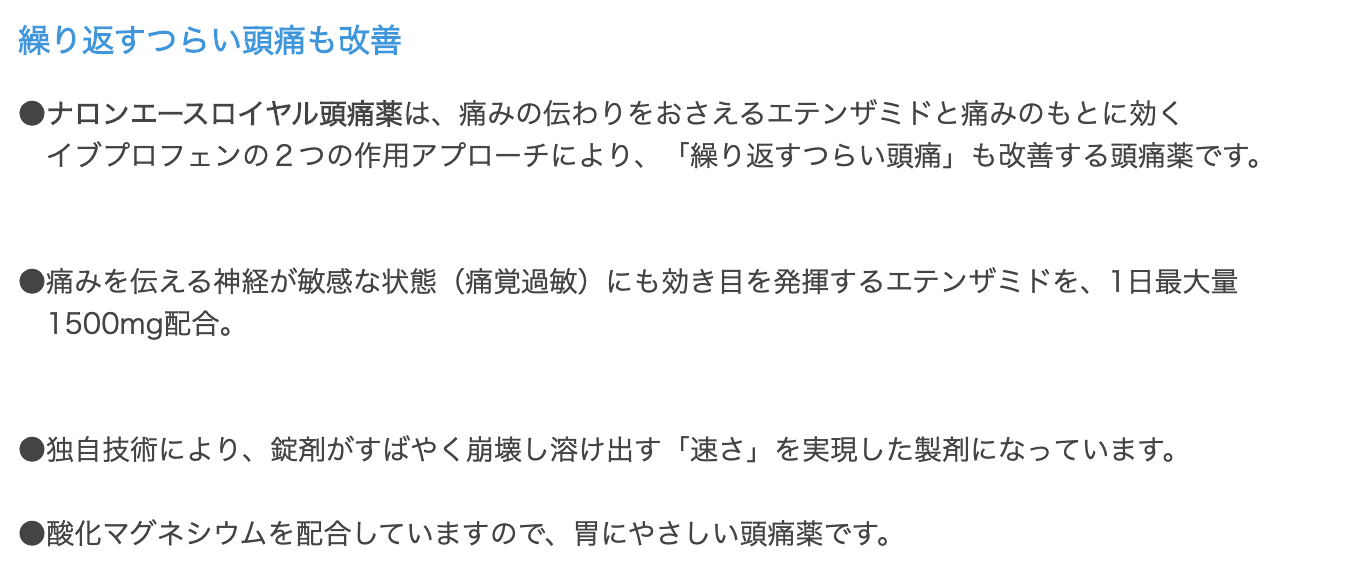 繰り返すつらい頭痛も改善
●ナロンエースロイヤル頭痛薬は、痛みの伝わりをおさえるエテンザミドと痛みのもとに効く
イブプロフェンの２つの作用アプローチにより、「繰り返すつらい頭痛」も改善する頭痛薬です。
●痛みを伝える神経が敏感な状態（痛覚過敏）にも効き目を発揮するエテンザミドを、1日最大量
1500mg配合。
●独自技術により、錠剤がすばやく崩壊し溶け出す「速さ」を実現した製剤になっています。
●酸化マグネシウムを配合していますので、胃にやさしい頭痛薬です。